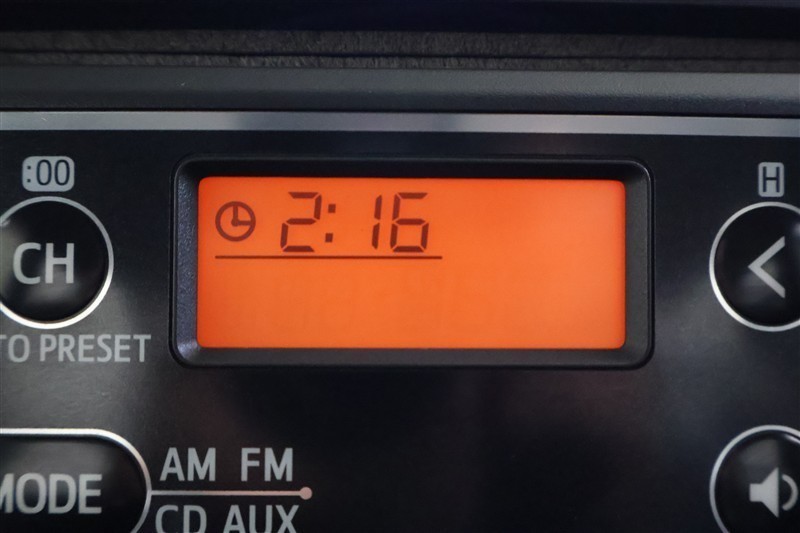 :00
H
2:16
CH
TO PRESET
MODE
AM FM
CD AUX